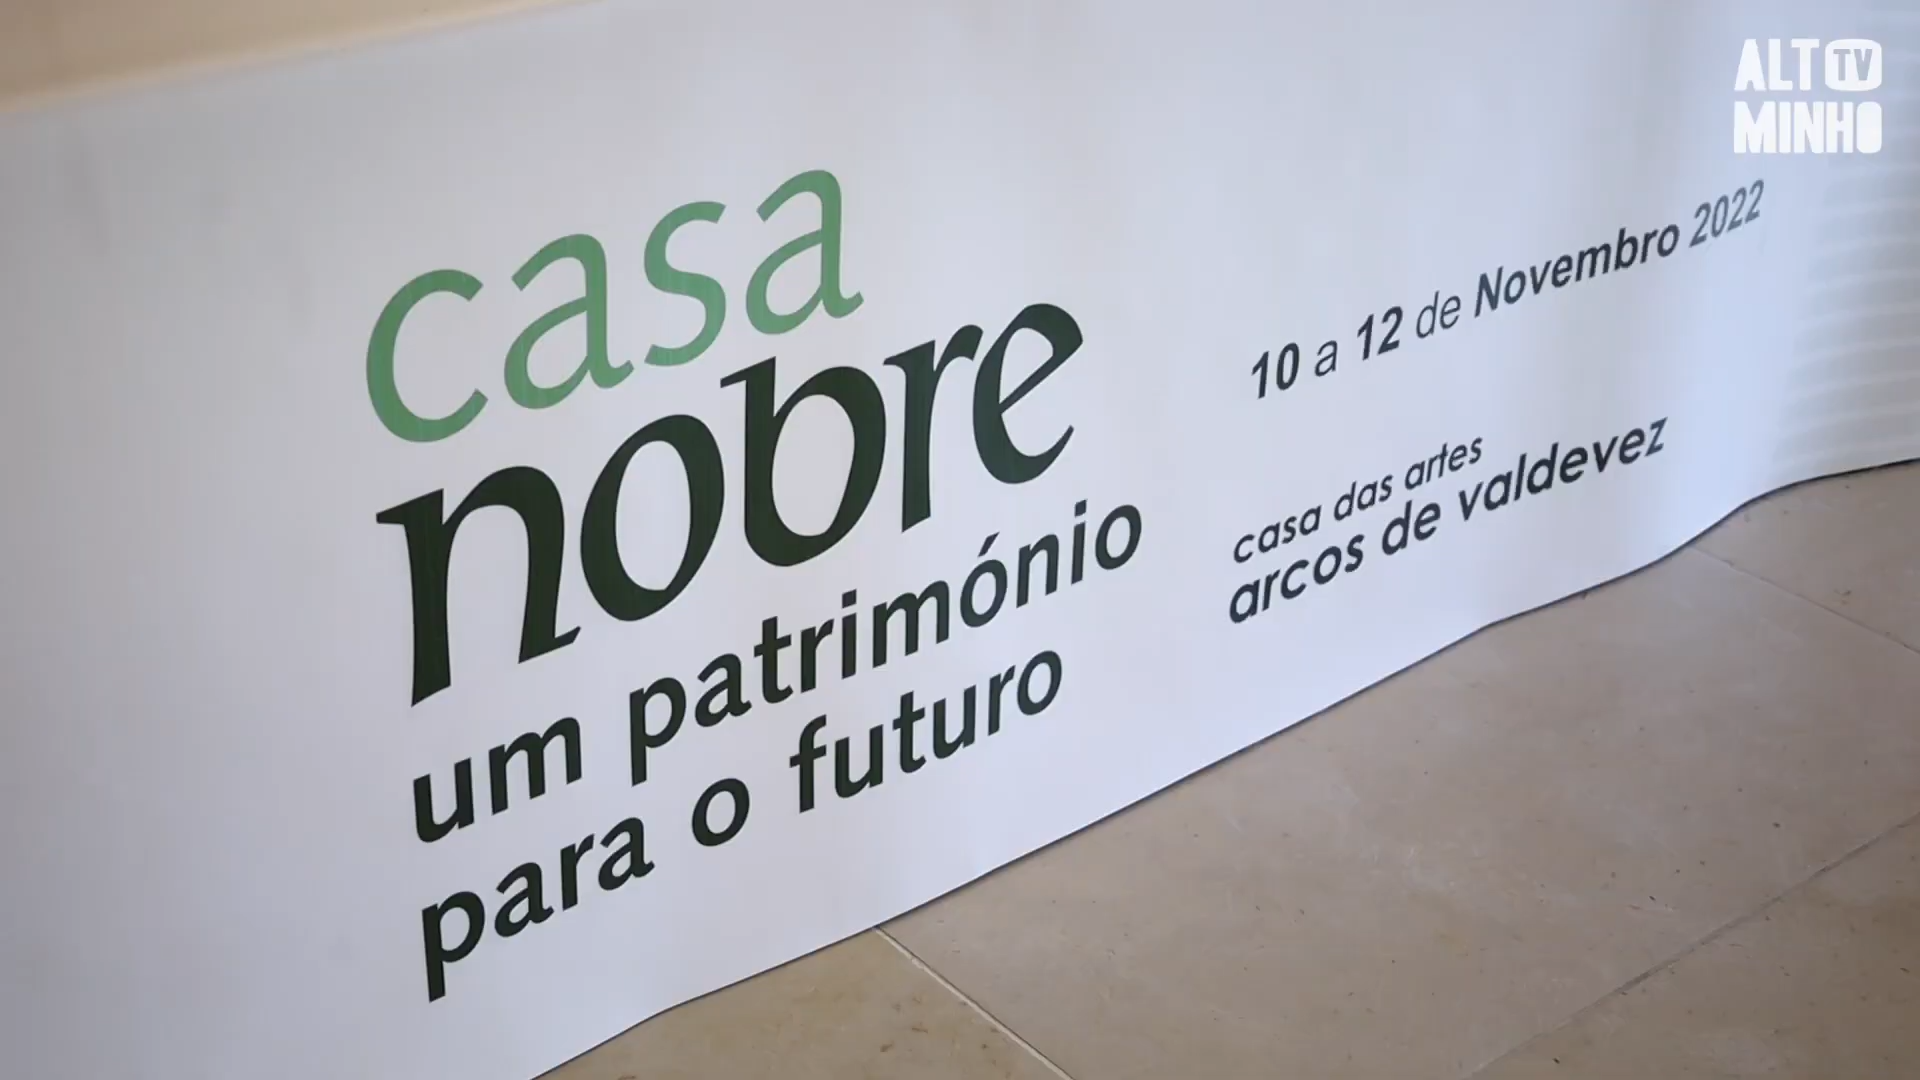 casa
nobre
um património
para o futuro
10 a 12 de Novembro 2022
casa das artes
arcos de valdevez
ALTO TV
MINHO